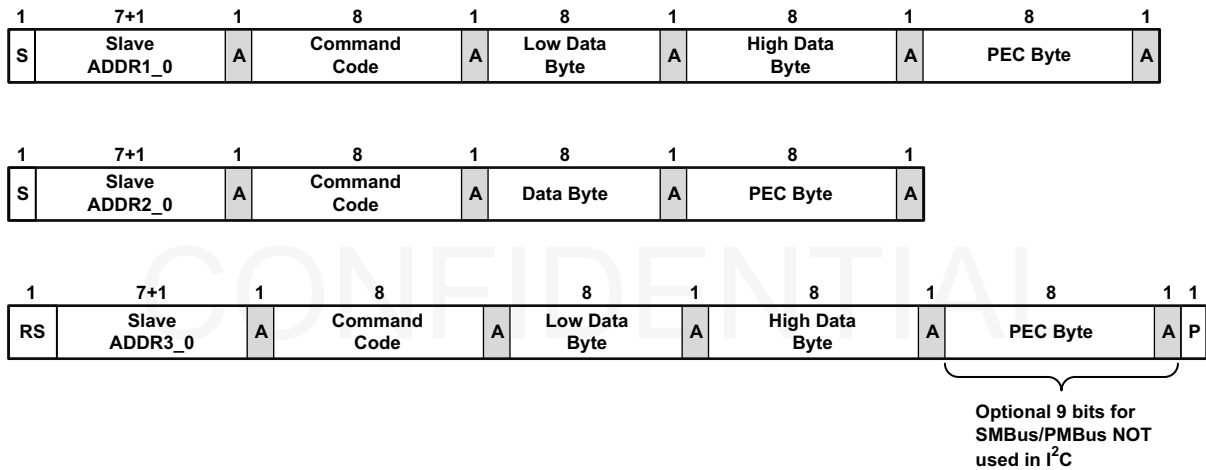 1 7+1 1 8 1 8 1 8 1 8 1
S Slave ADDR1_0 A Command Code A Low Data Byte A High Data Byte A PEC Byte A
1 7+1 1 8 1 8 1 8 1
S Slave ADDR2_0 A Command Code A Data Byte A PEC Byte A
CONFIDENTIAL
1 7+1 1 8 8 1 8 1 8 1 1
RS Slave ADDR3_0 A Command Code A Low Data Byte A High Data Byte A PEC Byte A P
Optional 9 bits for
SMBus/PMBus NOT
used in I²C